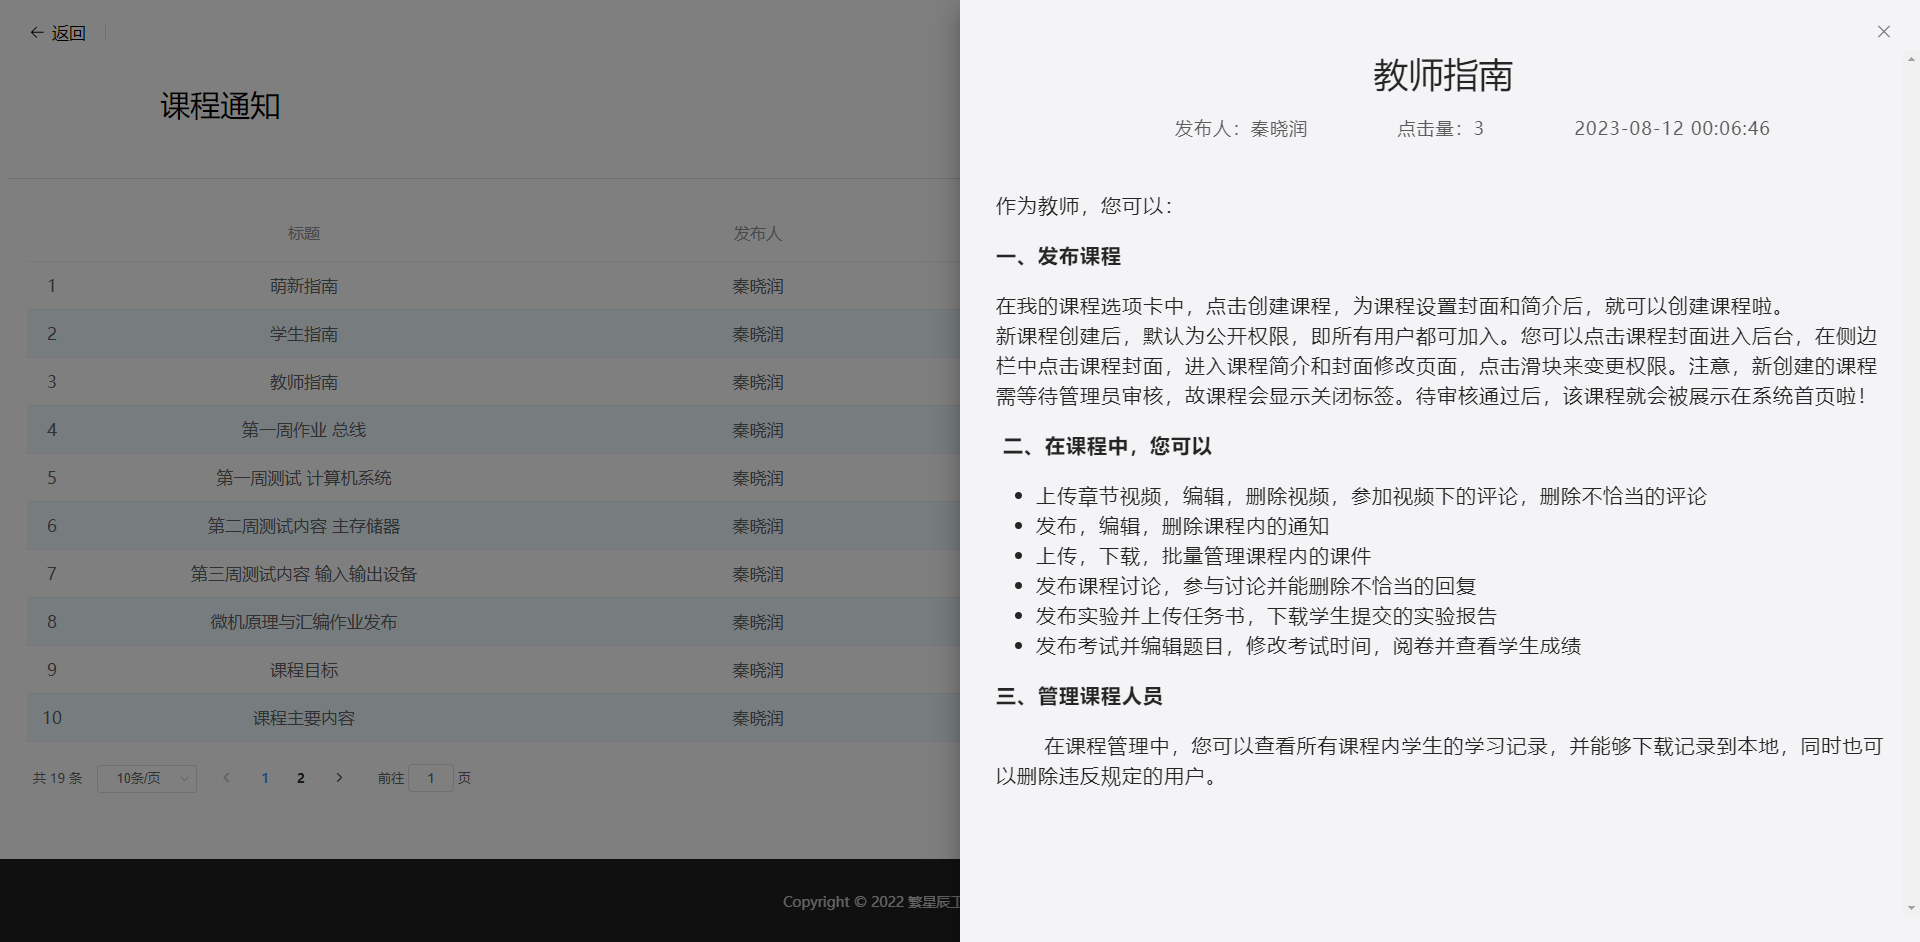 返回
课程通知
标题 发布人
1 萌新指南 秦晓润
2 学生指南 秦晓润
3 教师指南 秦晓润
4 第一周作业 总线 秦晓润
5 第一周测试 计算机系统 秦晓润
6 第二周测试内容 主存储器 秦晓润
7 第三周测试内容 输入输出设备 秦晓润
8 微机原理与汇编作业发布 秦晓润
9 课程目标 秦晓润
10 课程主要内容 秦晓润
共 19 条 10条/页 1 2 前往 1 页
Copyright © 2022 繁星辰工
教师指南
发布人：秦晓润 点击量：3 2023-08-12 00:06:46
作为教师，您可以：
一、发布课程
在我的课程选项卡中，点击创建课程，为课程设置封面和简介后，就可以创建课程啦。
新课程创建后，默认为公开权限，即所有用户都可加入。您可以点击课程封面进入后台，在侧边
栏中点击课程封面，进入课程简介和封面修改页面，点击滑块来变更权限。注意，新创建的课程
需等待管理员审核，故课程会显示关闭标签。待审核通过后，该课程就会被展示在系统首页啦！
二、在课程中，您可以
• 上传章节视频，编辑，删除视频，参加视频下的评论，删除不恰当的评论
• 发布，编辑，删除课程内的通知
• 上传，下载，批量管理课程内的课件
• 发布课程讨论，参与讨论并能删除不恰当的回复
• 发布实验并上传任务书，下载学生提交的实验报告
• 发布考试并编辑题目，修改考试时间，阅卷并查看学生成绩
三、管理课程人员
在课程管理中，您可以查看所有课程内学生的学习记录，并能够下载记录到本地，同时也可
以删除违反规定的用户。